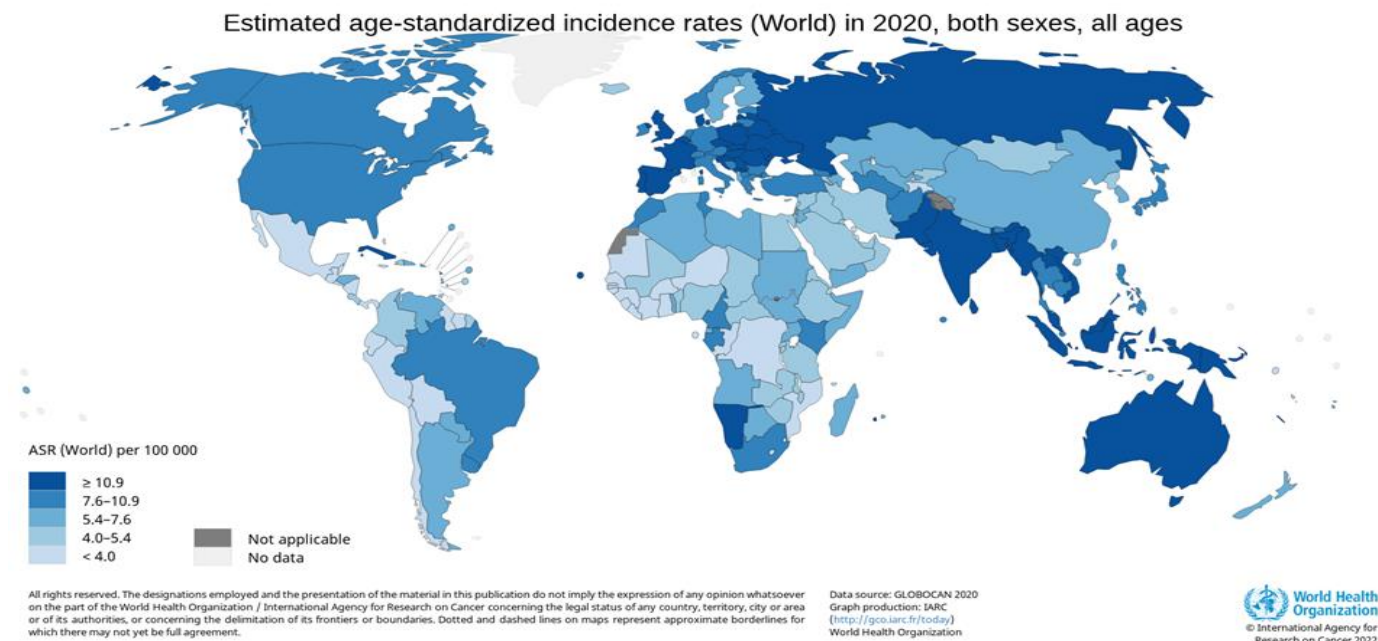 Estimated age-standardized incidence rates (World) in 2020, both sexes, all ages
ASR (World) per 100 000
≥ 10.9
7.6–10.9
5.4–7.6
4.0–5.4
< 4.0
Not applicable
No data
All rights reserved. The designations employed and the presentation of the material in this publication do not imply the expression of any opinion whatsoever
on the part of the World Health Organization / International Agency for Research on Cancer concerning the legal status of any country, territory, city or area
or of its authorities, or concerning the delimitation of its frontiers or boundaries. Dotted and dashed lines on maps represent approximate borderlines for
which there may not yet be full agreement.
Data source: GLOBOCAN 2020
Graph production: IARC
(http://gco.iarc.fr/today)
World Health Organization
World Health
Organization
© International Agency for
Research on Cancer 2022